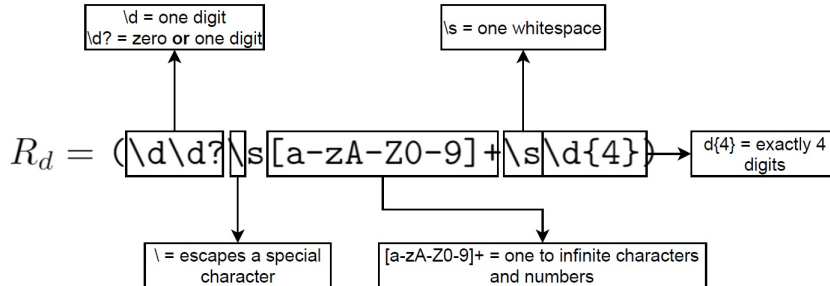 \d = one digit
\d? = zero or one digit
\s = one whitespace
R_d = (\d\d?\s[a-zA-Z0-9]+\s\d{4})
d{4} = exactly 4
digits
\ = escapes a special
character
[a-zA-Z0-9]+ = one to infinite characters
and numbers